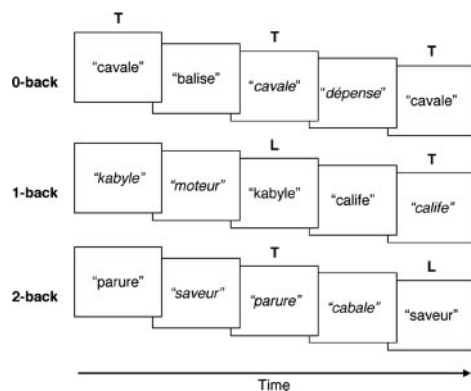 T T T
0-back "cavale" "balise" "cavale" "dépense" "cavale"
L T
1-back "kabyle" "moteur" "kabyle" "calife" "calife"
T L
2-back "parure" "saveur" "parure" "cabale" "saveur"
Time